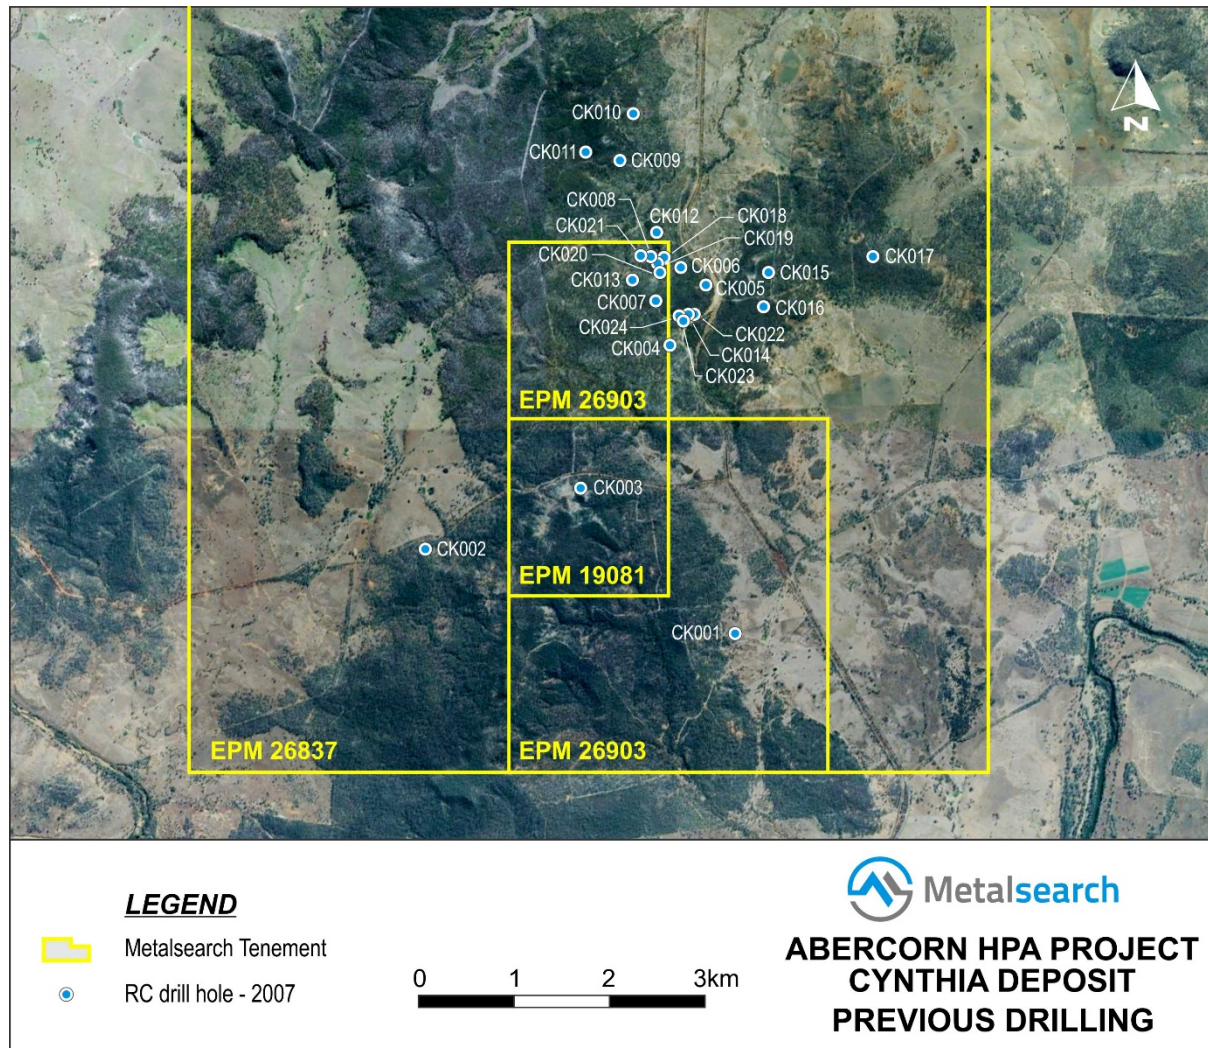 N
CK010
CK011
CK009
CK008
CK012
CK018
CK021
CK019
CK020
CK006
CK015
CK017
CK013
CK005
CK007
CK016
CK024
CK022
CK004
CK014
CK023
EPM 26903
CK003
CK002
EPM 19081
CK001
EPM 26837
EPM 26903
LEGEND
Metalsearch Tenement
RC drill hole - 2007
0 1 2 3km
Metalsearch
ABERCORN HPA PROJECT
CYNTHIA DEPOSIT
PREVIOUS DRILLING